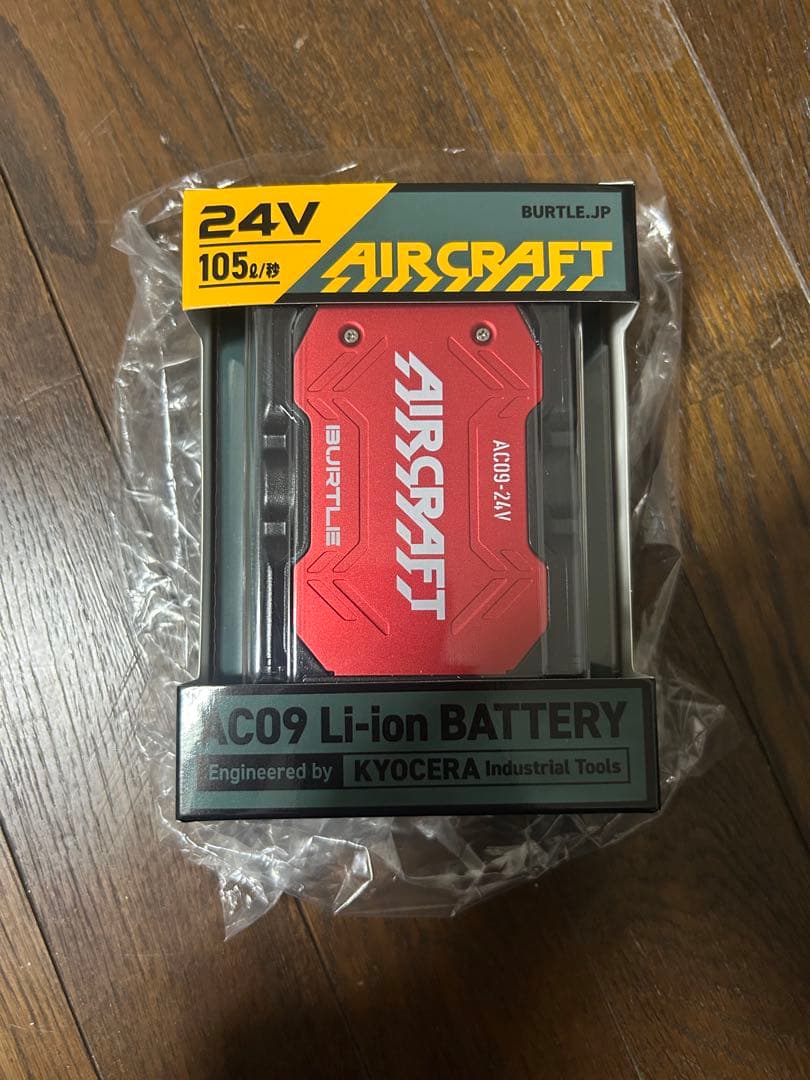 24V
105ℓ/秒
BURTLE.JP
AIRCRAFT
BURTLE
AIRCRAFT
AC09-24V
AC09 Li-ion BATTERY
Engineered by KYOCERA Industrial Tools